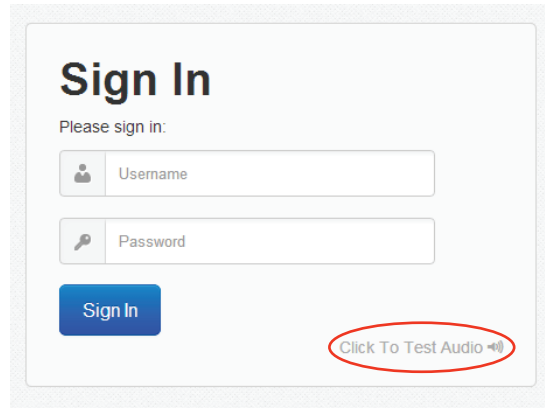 Sign In
Please sign in:
Username
Password
Sign In
Click To Test Audio